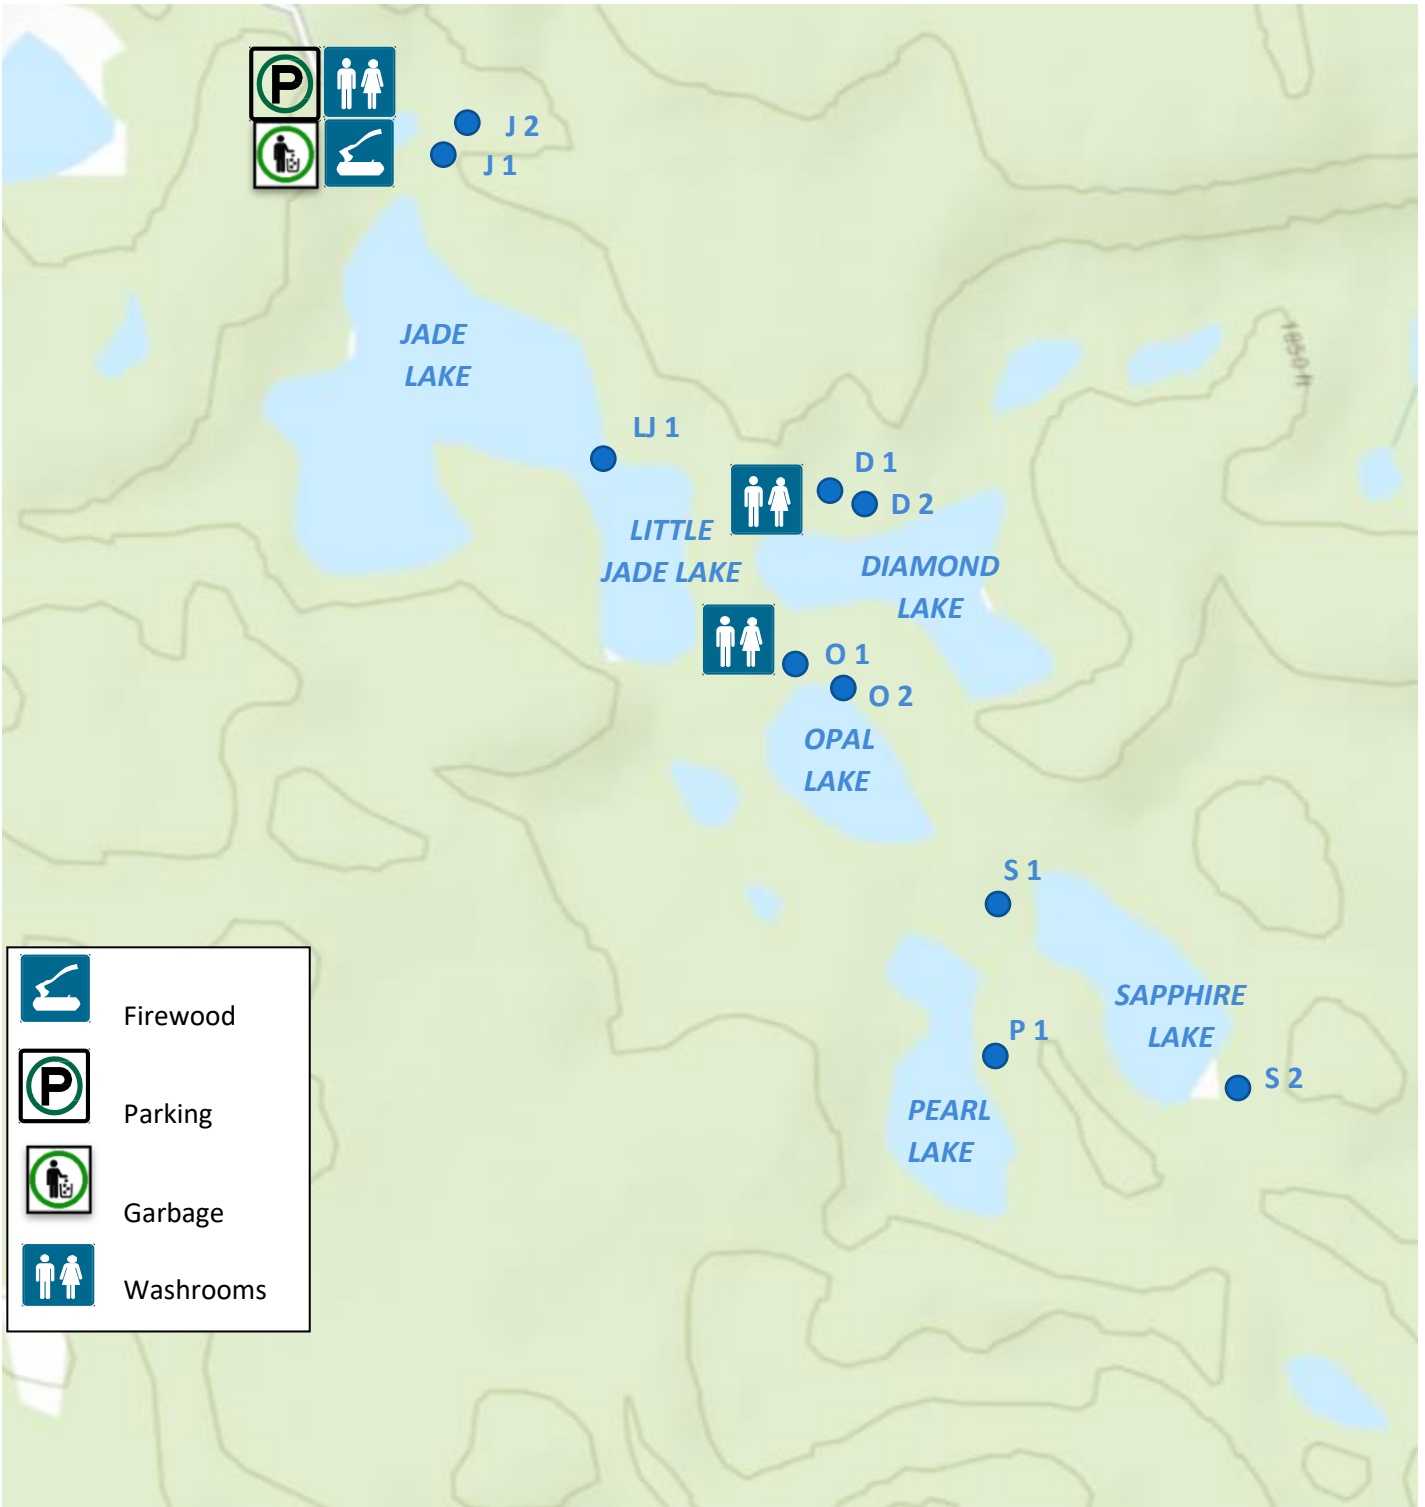 P
J 2
J 1
JADE
LAKE
1850 ft
LJ 1
D 1
D 2
LITTLE
JADE LAKE
DIAMOND
LAKE
O 1
O 2
OPAL
LAKE
S 1
SAPPHIRE
LAKE
P 1
S 2
PEARL
LAKE
Firewood
P
Parking
Garbage
Washrooms